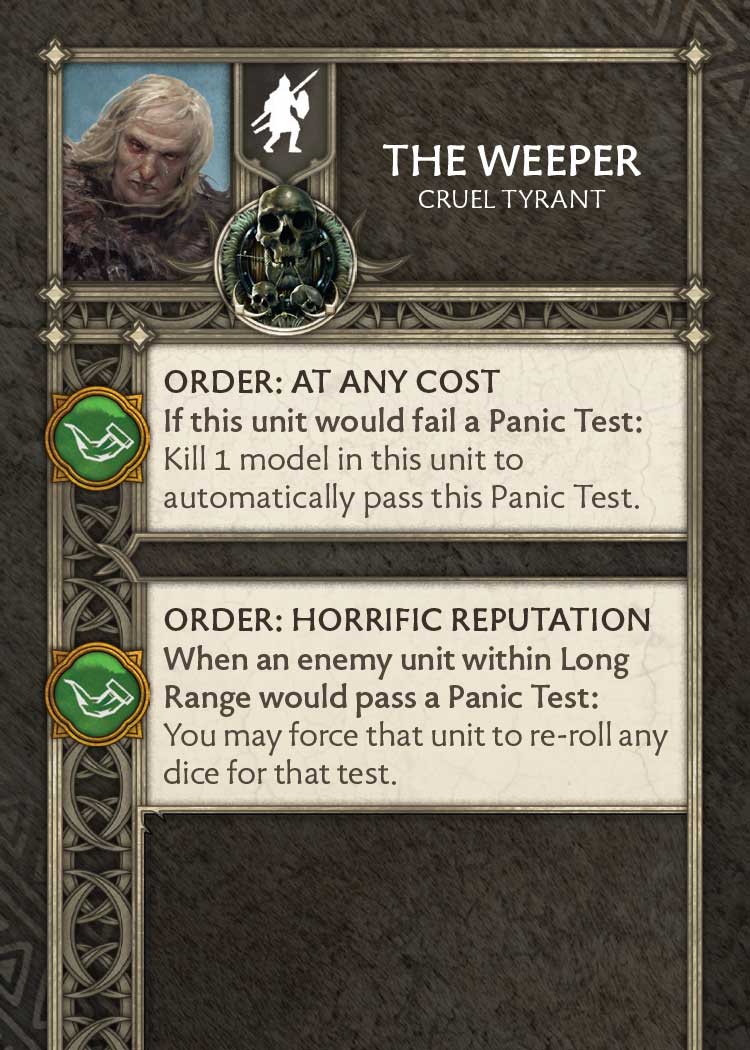 THE WEEPER
CRUEL TYRANT
ORDER: AT ANY COST
If this unit would fail a Panic Test:
Kill 1 model in this unit to
automatically pass this Panic Test.
ORDER: HORRIFIC REPUTATION
When an enemy unit within Long
Range would pass a Panic Test:
You may force that unit to re-roll any
dice for that test.